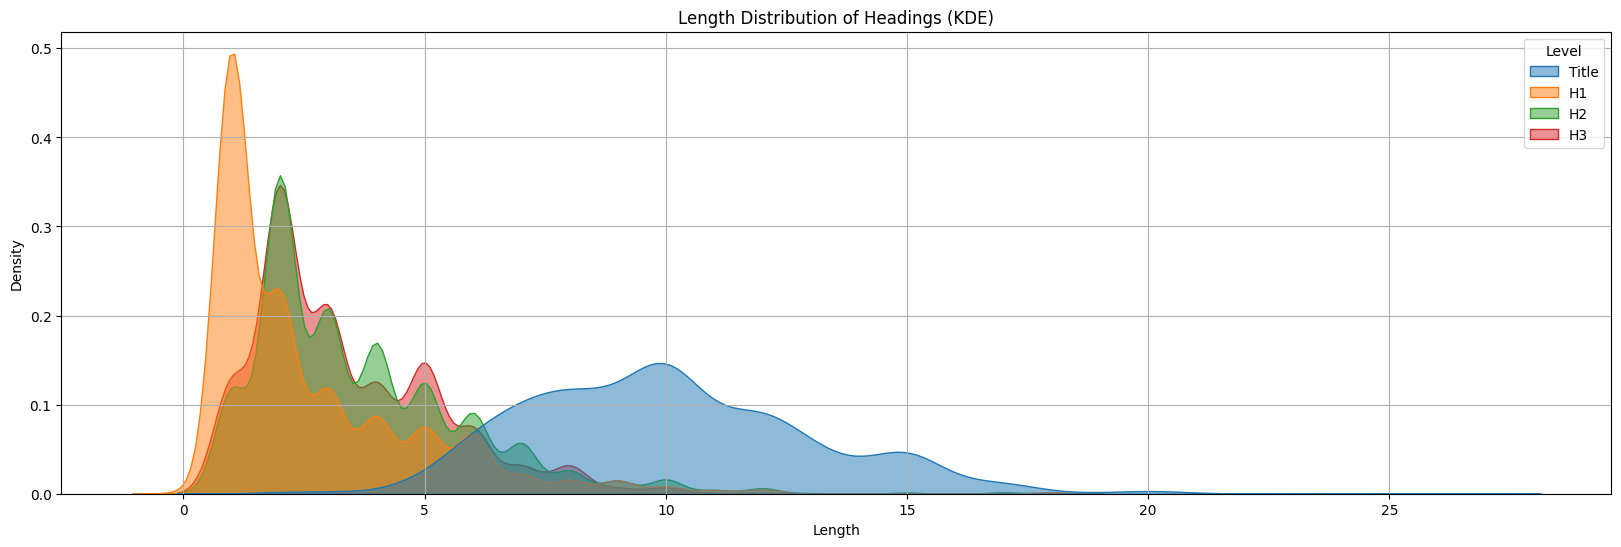 Length Distribution of Headings (KDE)
Level
Title
H1
H2
H3
Density
0.5
0.4
0.3
0.2
0.1
0.0
0 5 10 15 20 25
Length